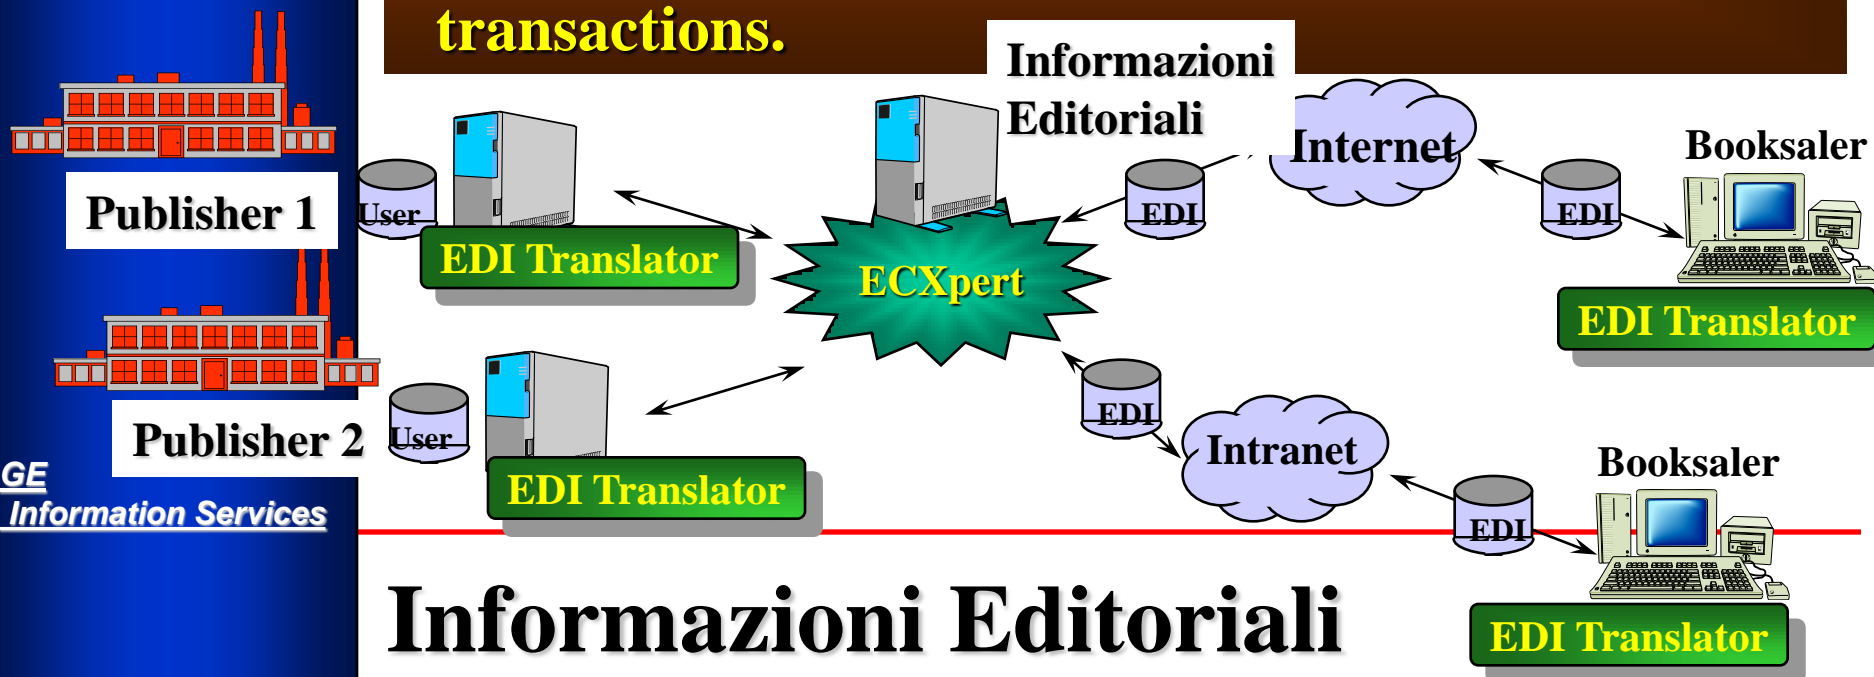 transactions.
Informazioni
Editoriali
Internet
Booksaler
Publisher 1
User
EDI
EDI
EDI Translator
ECXpert
EDI Translator
EDI
Publisher 2
User
Intranet
Booksaler
GE
Information Services
EDI Translator
EDI
Informazioni Editoriali
EDI Translator